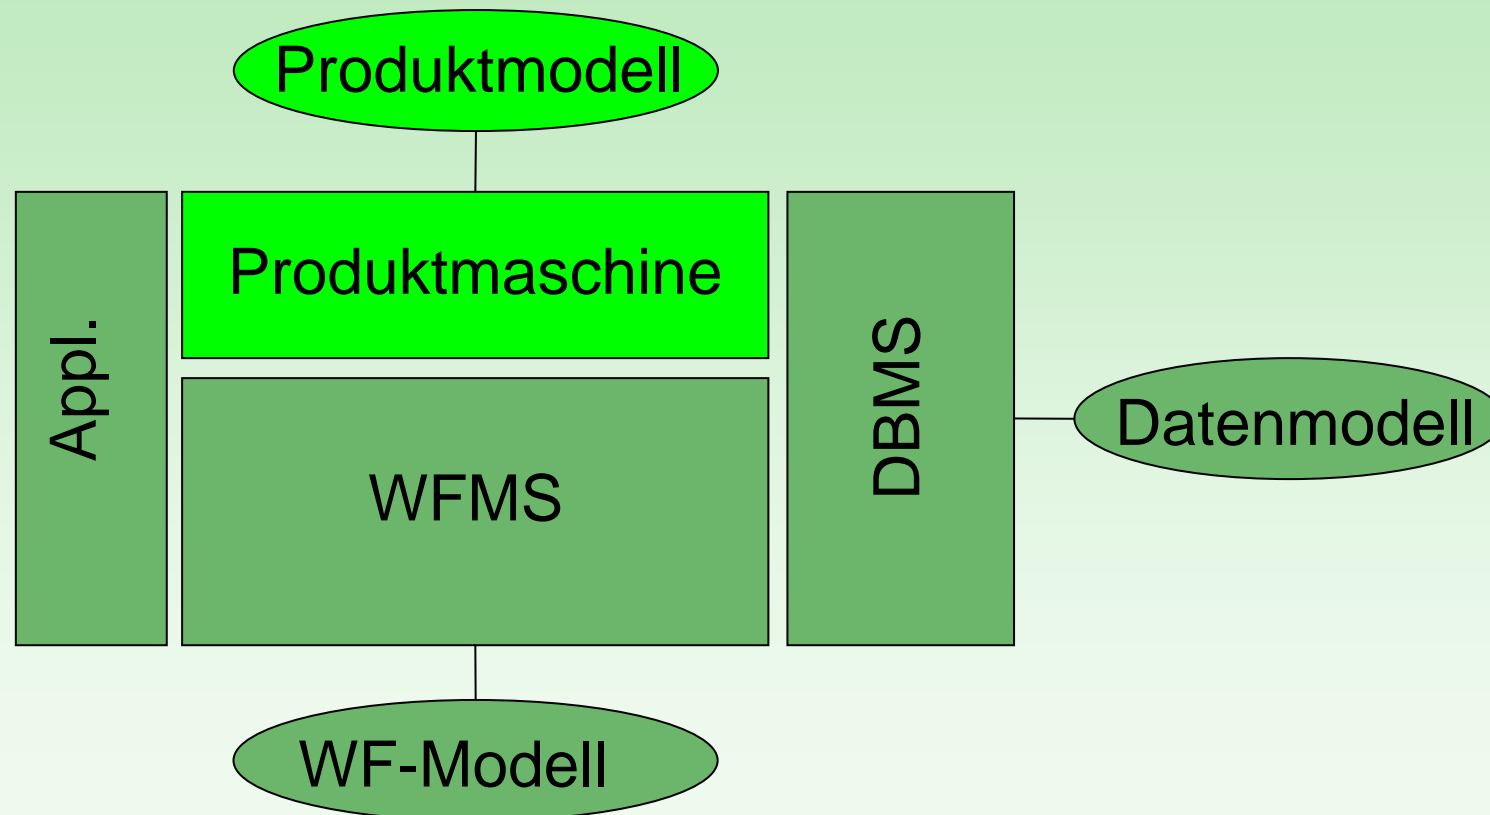 Produktmodell
Produktmaschine
Appl.
DBMS
Datenmodell
WFMS
WF-Modell